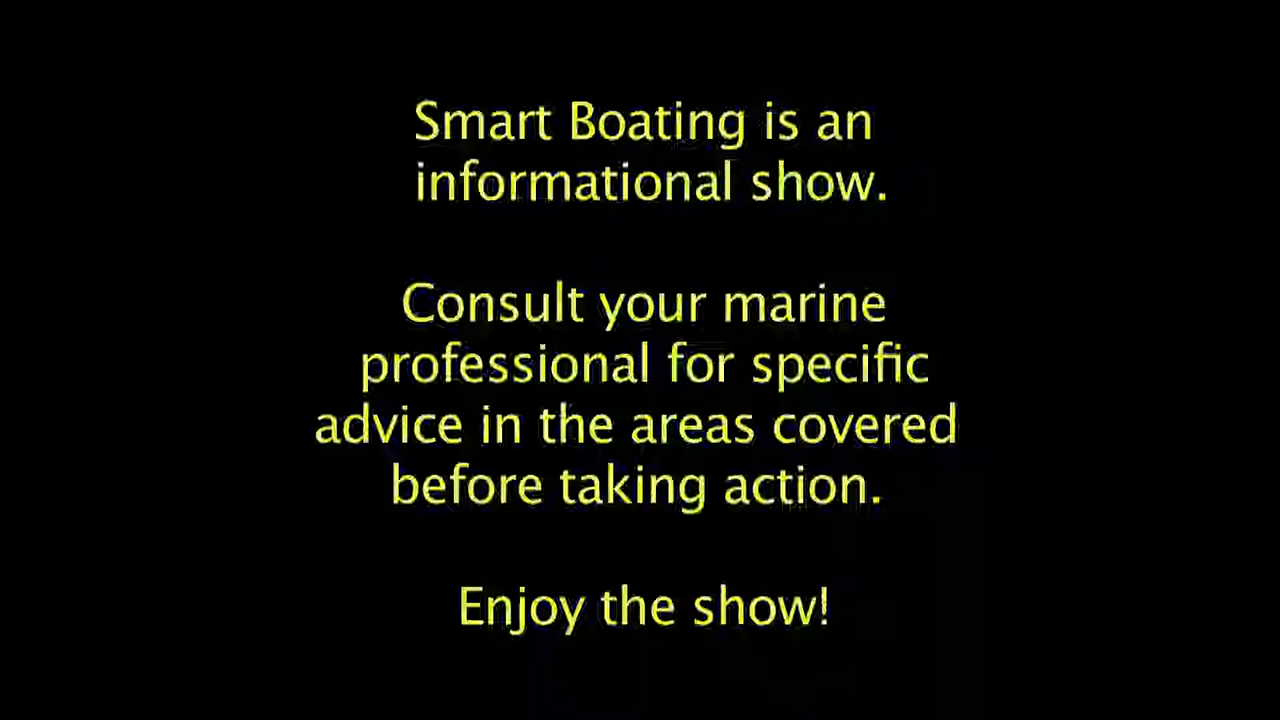 Smart Boating is an
informational show.
Consult your marine
professional for specific
advice in the areas covered
before taking action.
Enjoy the show!